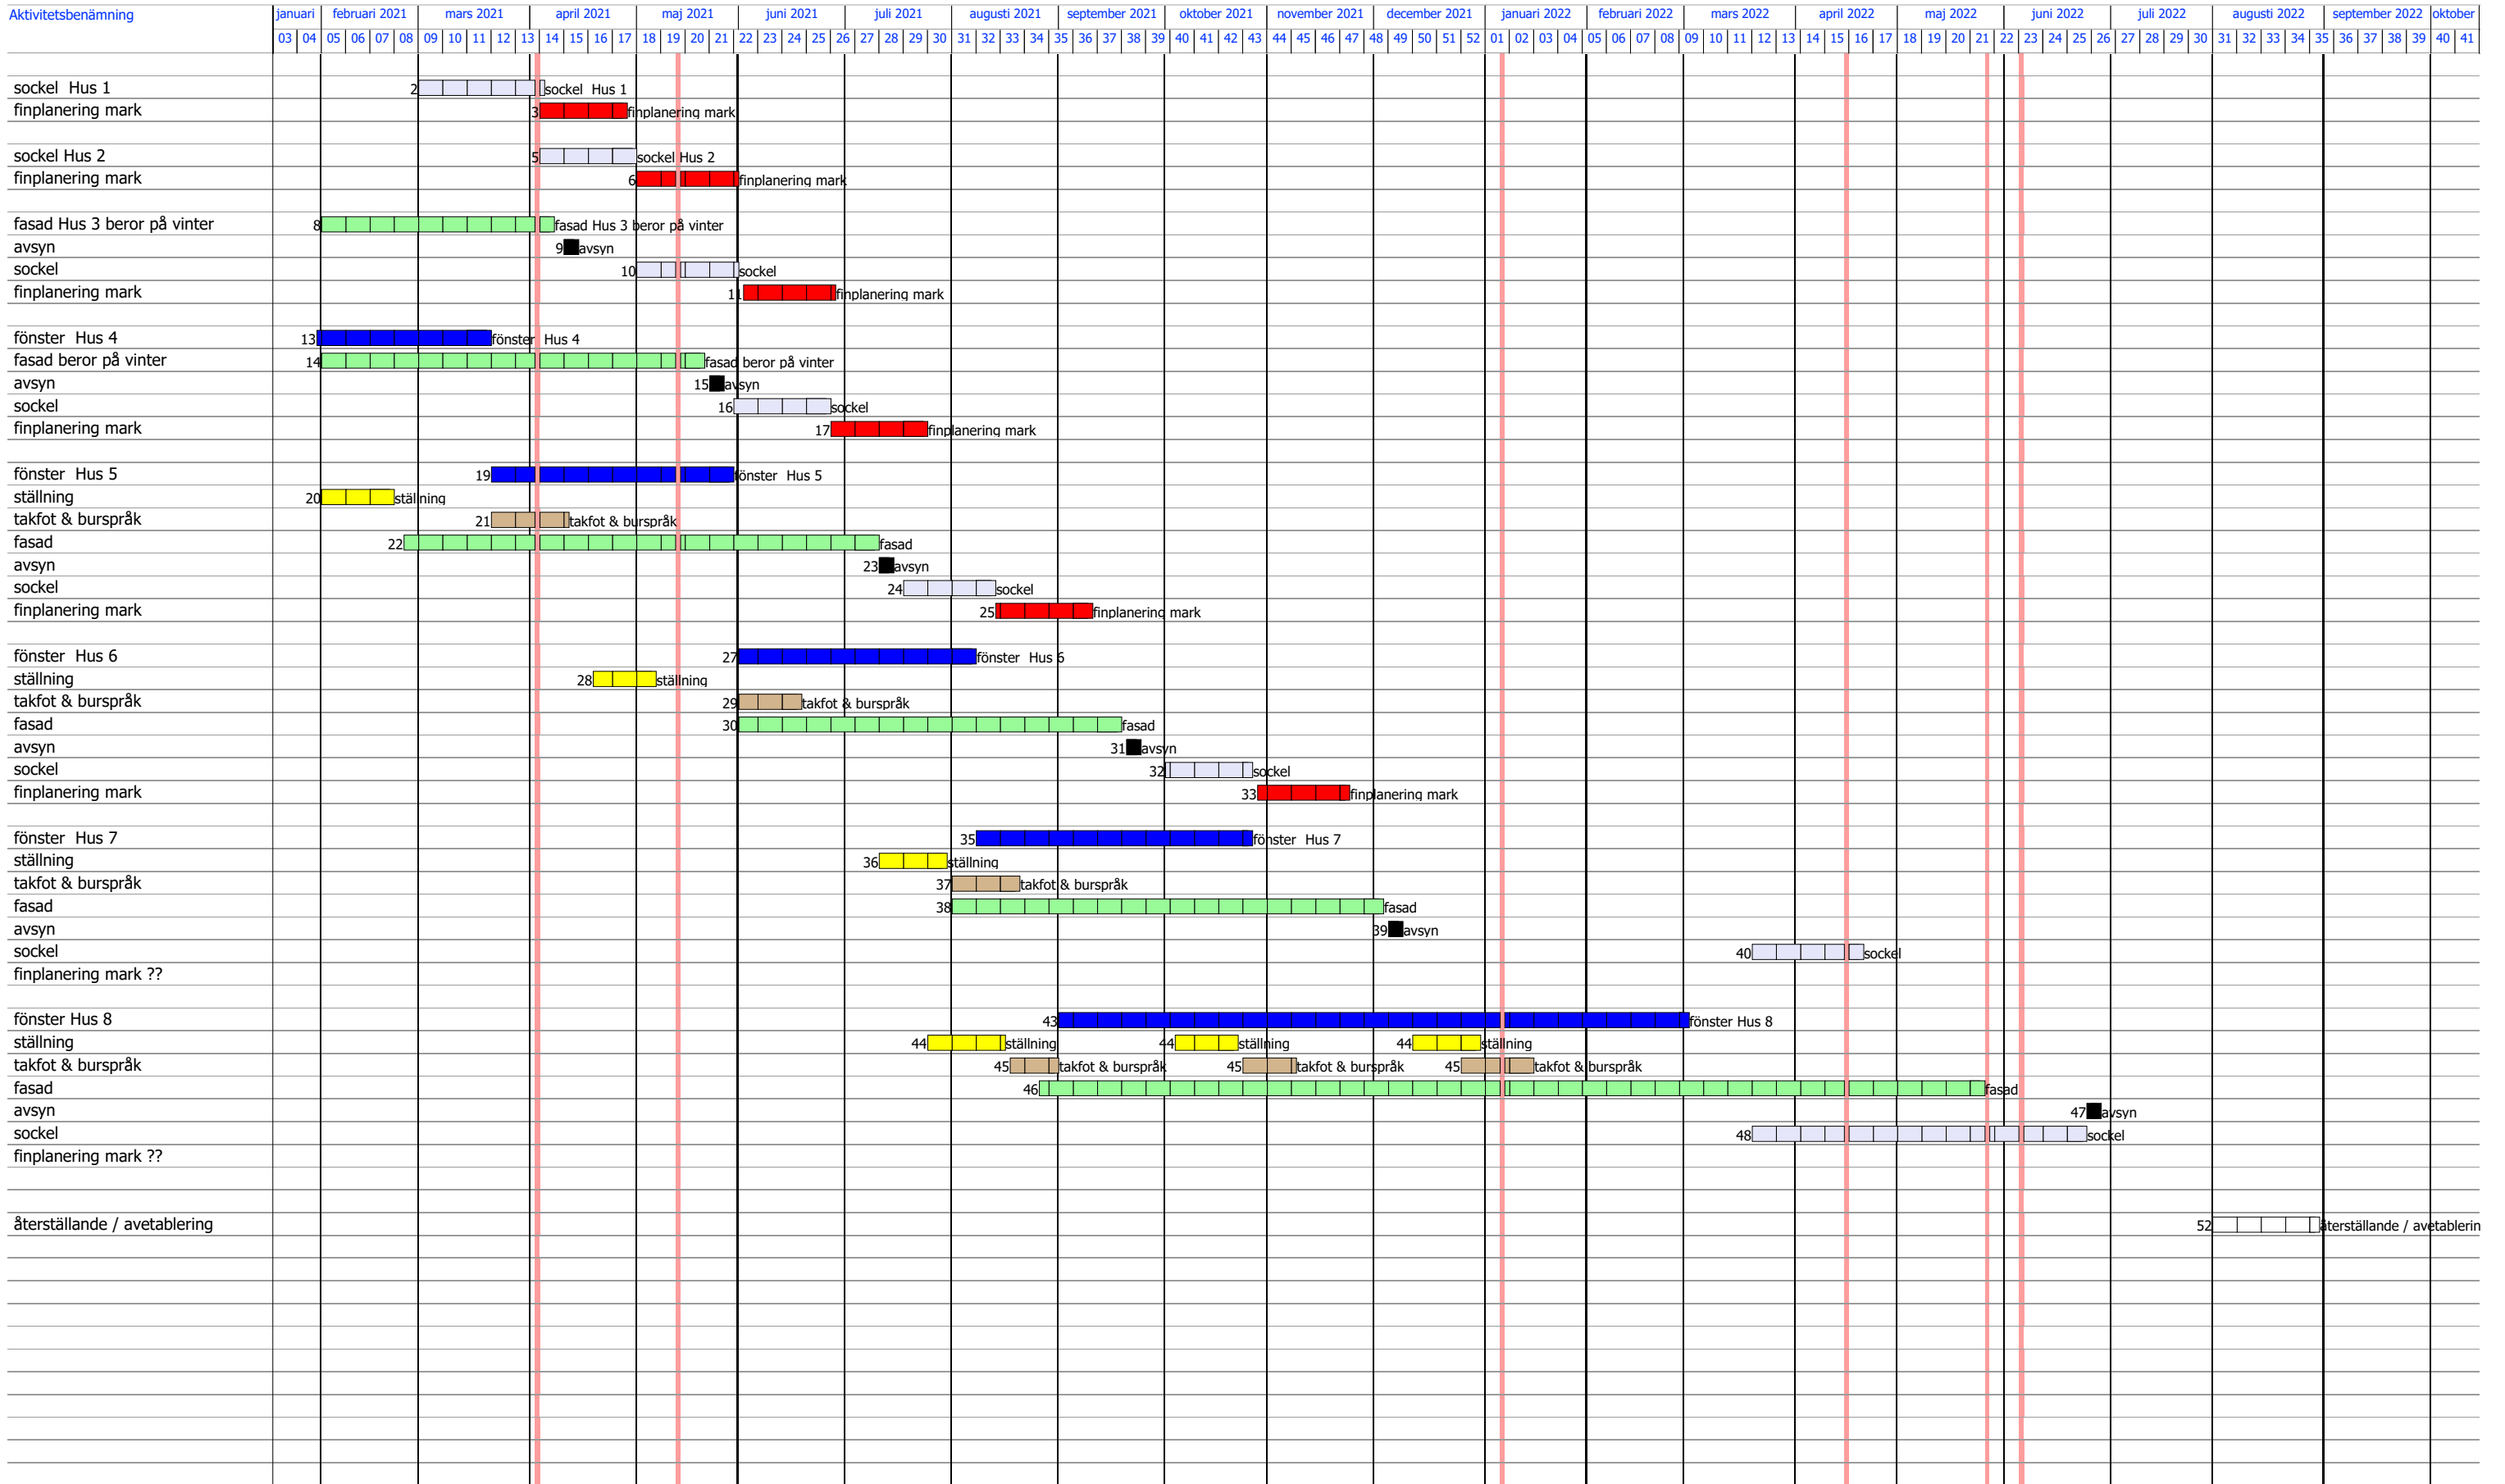 Aktivitetsbenämning januari februari 2021 mars 2021 april 2021 maj 2021 juni 2021 juli 2021 augusti 2021 september 2021 oktober 2021 november 2021 december 2021 januari 2022 februari 2022 mars 2022 april 2022 maj 2022 juni 2022 juli 2022 augusti 2022 september 2022 oktober
03 04 05 06 07 08 09 10 11 12 13 14 15 16 17 18 19 20 21 22 23 24 25 26 27 28 29 30 31 32 33 34 35 36 37 38 39 40 41 42 43 44 45 46 47 48 49 50 51 52 01 02 03 04 05 06 07 08 09 10 11 12 13 14 15 16 17 18 19 20 21 22 23 24 25 26 27 28 29 30 31 32 33 34 35 36 37 38 39 40 41
sockel Hus 1 2 sockel Hus 1
finplanering mark 3 finplanering mark
sockel Hus 2 5 sockel Hus 2
finplanering mark 6 finplanering mark
fasad Hus 3 beror på vinter 8 fasad Hus 3 beror på vinter
avsyn 9 avsyn
sockel 10 sockel
finplanering mark 11 finplanering mark
fönster Hus 4 13 fönster Hus 4
fasad beror på vinter 14 fasad beror på vinter
avsyn 15 avsyn
sockel 16 sockel
finplanering mark 17 finplanering mark
fönster Hus 5 19 fönster Hus 5
ställning 20 ställning
takfot & burspråk 21 takfot & burspråk
fasad 22 fasad
avsyn 23 avsyn
sockel 24 sockel
finplanering mark 25 finplanering mark
fönster Hus 6 27 fönster Hus 6
ställning 28 ställning
takfot & burspråk 29 takfot & burspråk
fasad 30 fasad
avsyn 31 avsyn
sockel 32 sockel
finplanering mark 33 finplanering mark
fönster Hus 7 35 fönster Hus 7
ställning 36 ställning
takfot & burspråk 37 takfot & burspråk
fasad 38 fasad
avsyn 39 avsyn
sockel 40 sockel
finplanering mark ??
fönster Hus 8 43 fönster Hus 8
ställning 44 ställning 44 ställning 44 ställning
takfot & burspråk 45 takfot & burspråk 45 takfot & burspråk 45 takfot & burspråk
fasad 46 fasad
avsyn 47 avsyn
sockel 48 sockel
finplanering mark ??
återställande / avetablering 52 återställande / avetablerin